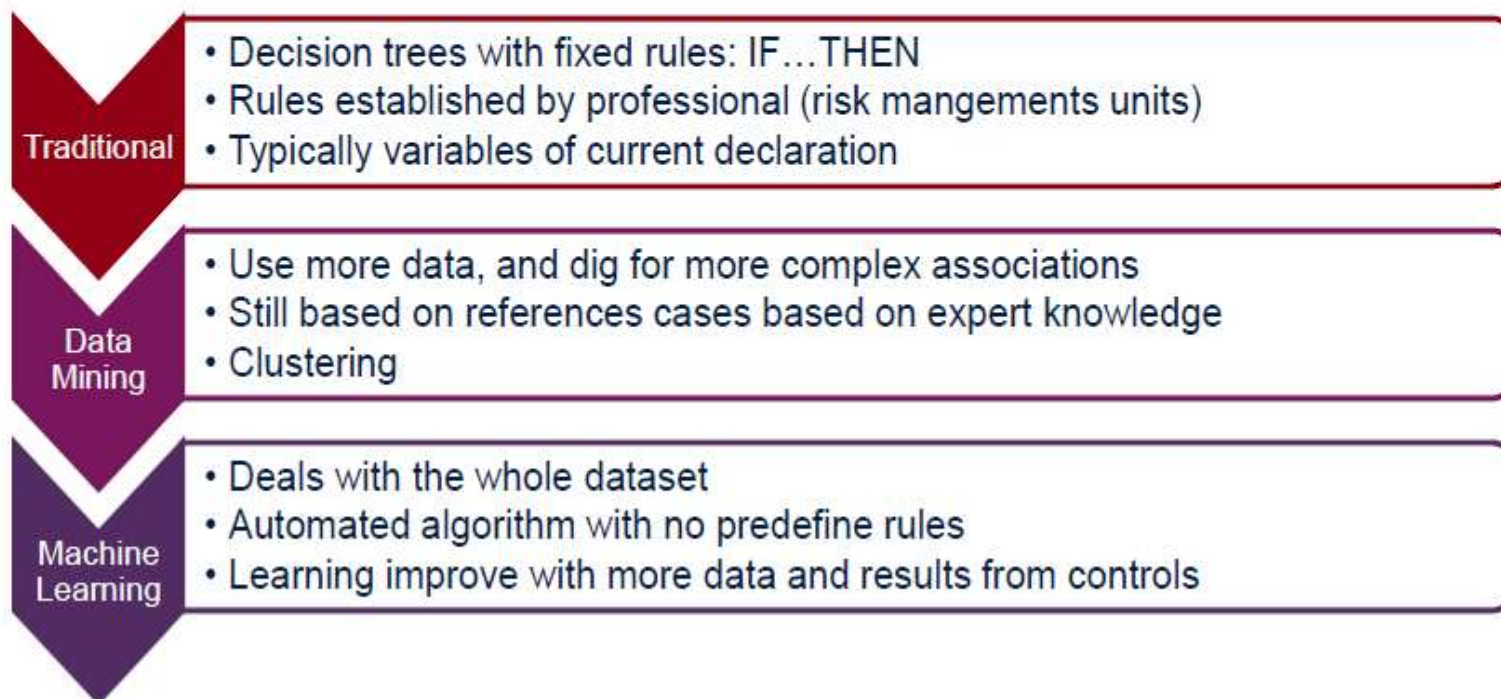 Traditional
• Decision trees with fixed rules: IF...THEN
• Rules established by professional (risk mangements units)
• Typically variables of current declaration
Data
Mining
• Use more data, and dig for more complex associations
• Still based on references cases based on expert knowledge
• Clustering
Machine
Learning
• Deals with the whole dataset
• Automated algorithm with no predefine rules
• Learning improve with more data and results from controls